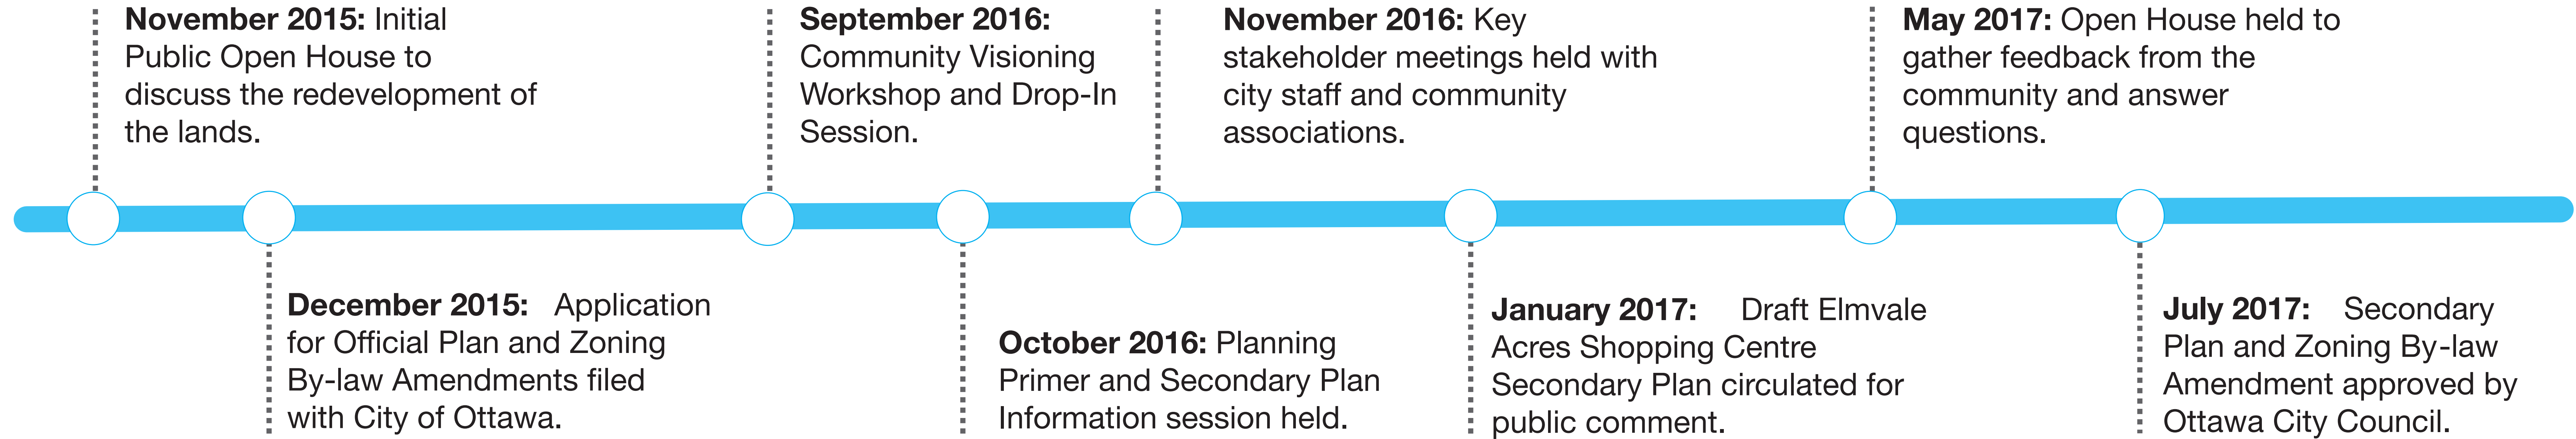 November 2015: Initial
Public Open House to
discuss the redevelopment of
the lands.
December 2015: Application
for Official Plan and Zoning
By-law Amendments filed
with City of Ottawa.
September 2016:
Community Visioning
Workshop and Drop-In
Session.
October 2016: Planning
Primer and Secondary Plan
Information session held.
November 2016: Key
stakeholder meetings held with
city staff and community
associations.
January 2017: Draft Elmvale
Acres Shopping Centre
Secondary Plan circulated for
public comment.
May 2017: Open House held to
gather feedback from the
community and answer
questions.
July 2017: Secondary
Plan and Zoning By-law
Amendment approved by
Ottawa City Council.